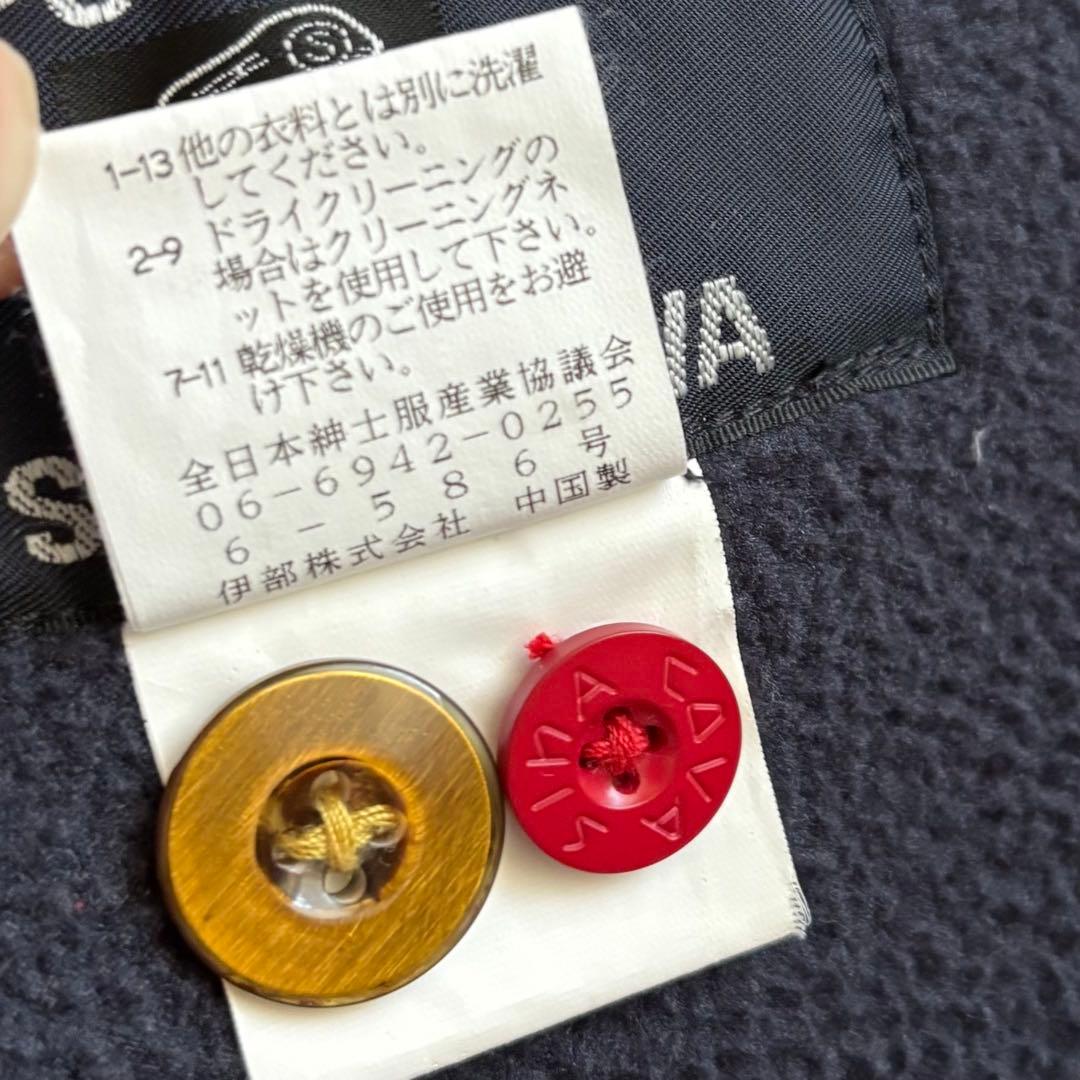 S
1-13 他の衣料とは別に洗濯
してください。
2-9 ドライクリーニングの
場合はクリーニングネ
ットを使用して下さい。
7-11 乾燥機のご使用をお避
け下さい。
全日本紳士服産業協議会
06-6942-0255
6-586号
伊部株式会社 中国製
S
VA
SINA
COVA